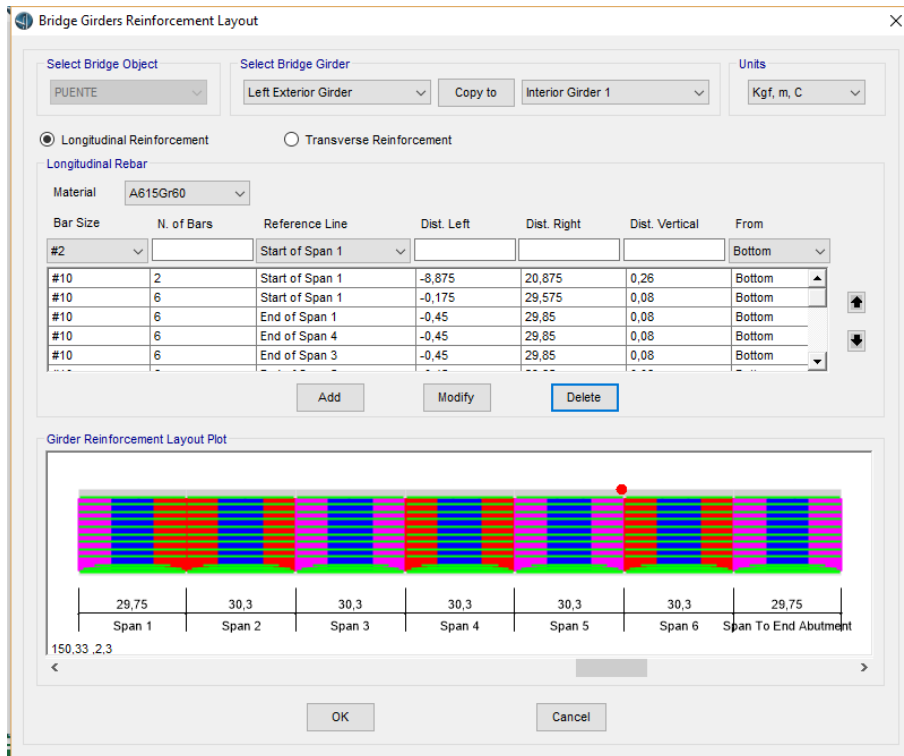 Bridge Girders Reinforcement Layout
Select Bridge Object
Select Bridge Girder
Units
PUENTE
Left Exterior Girder
Copy to
Interior Girder 1
Kgf, m, C
Longitudinal Reinforcement
Transverse Reinforcement
Longitudinal Rebar
Material
A615Gr60
Bar Size N. of Bars Reference Line Dist. Left Dist. Right Dist. Vertical From
#2 Start of Span 1 Bottom
#10 2 Start of Span 1 -8,875 20,875 0,26 Bottom
#10 6 Start of Span 1 -0,175 29,575 0,08 Bottom
#10 6 End of Span 1 -0,45 29,85 0,08 Bottom
#10 6 End of Span 4 -0,45 29,85 0,08 Bottom
#10 6 End of Span 3 -0,45 29,85 0,08 Bottom
Add Modify Delete
Girder Reinforcement Layout Plot
29,75 30,3 30,3 30,3 30,3 30,3 29,75
Span 1 Span 2 Span 3 Span 4 Span 5 Span 6 Span To End Abutment
150,33 ,2,3
OK Cancel